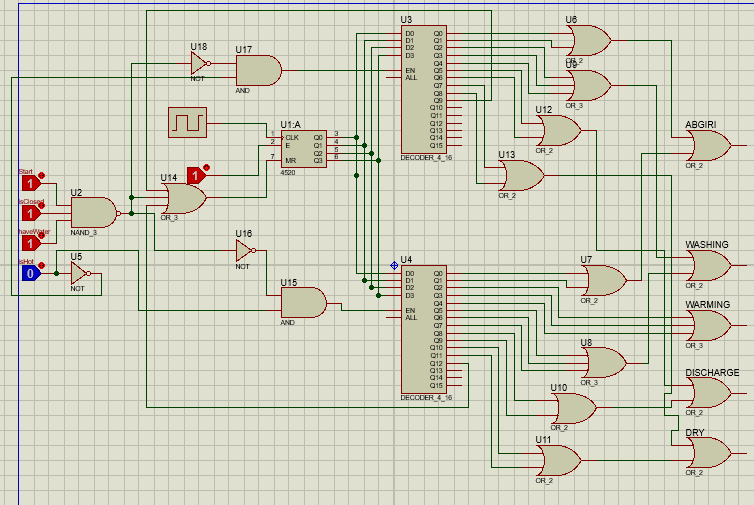 U3
D0
D1
D2
D3
EN
ALL
Q0
Q1
Q2
Q3
Q4
Q5
Q6
Q7
Q8
Q9
Q10
Q11
Q12
Q13
Q14
Q15
DECODER_4_16
U6
OR_2
U9
OR_3
U18
NOT
U17
AND
U12
OR_2
U13
OR_2
ABGIRI
OR_2
U1:A
1
2
7
CLK
E
MR
Q0
Q1
Q2
Q3
3
4
5
6
4520
Start
1
isClosed
1
haveWater
1
isHot
0
U2
NAND_3
U5
NOT
U14
OR_3
1
U16
NOT
U15
AND
U4
D0
D1
D2
D3
EN
ALL
Q0
Q1
Q2
Q3
Q4
Q5
Q6
Q7
Q8
Q9
Q10
Q11
Q12
Q13
Q14
Q15
DECODER_4_16
U7
OR_2
WASHING
OR_2
WARMING
OR_3
U8
OR_3
DISCHARGE
OR_2
U10
OR_2
DRY
OR_2
U11
OR_2